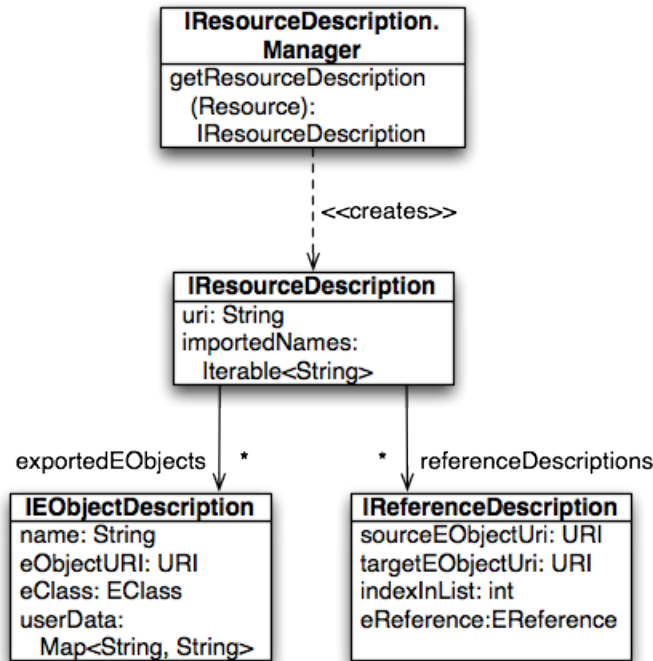 IResourceDescription.
Manager
getResourceDescription
(Resource):
IResourceDescription
<<creates>>
IResourceDescription
uri: String
importedNames:
Iterable<String>
exportedEObjects
*
*
referenceDescriptions
IEObjectDescription
name: String
eObjectURI: URI
eClass: EClass
userData:
Map<String, String>
IReferenceDescription
sourceEObjectUri: URI
targetEObjectUri: URI
indexInList: int
eReference:EReference